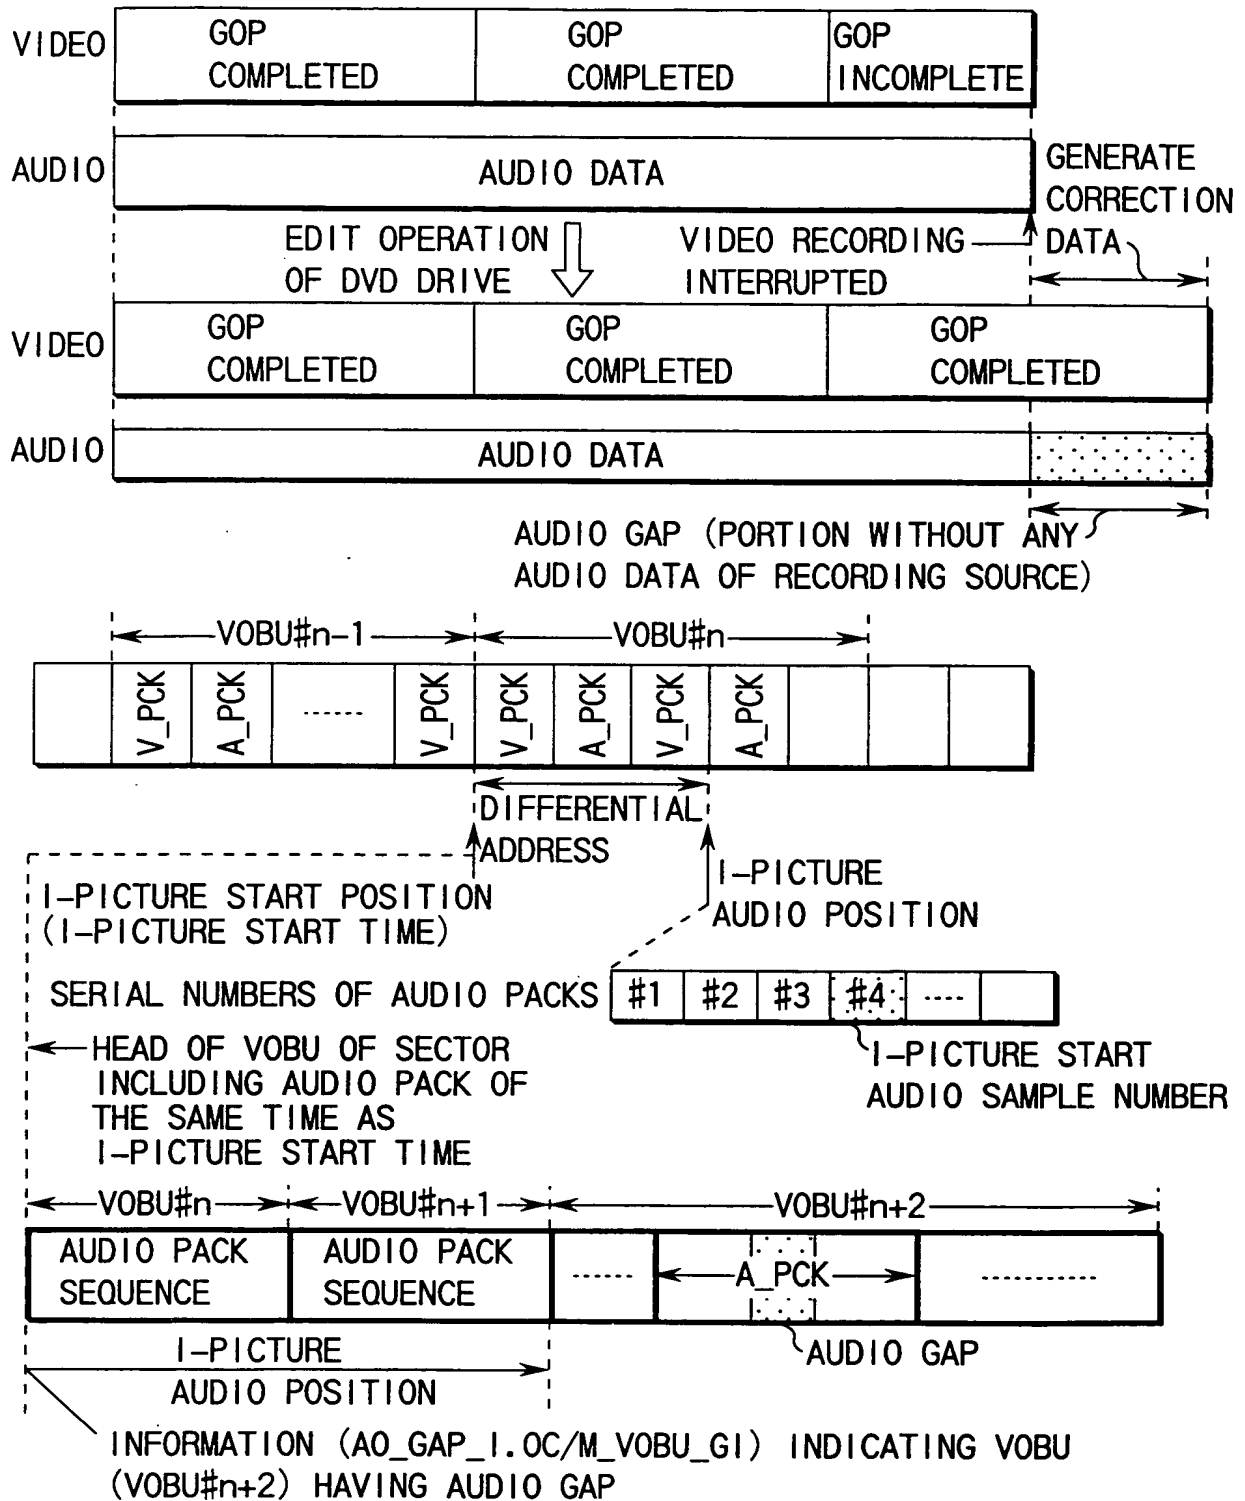 VIDEO
GOP COMPLETED
GOP COMPLETED
GOP INCOMPLETE
AUDIO
AUDIO DATA
GENERATE CORRECTION DATA
EDIT OPERATION OF DVD DRIVE
VIDEO RECORDING INTERRUPTED
VIDEO
GOP COMPLETED
GOP COMPLETED
GOP COMPLETED
AUDIO
AUDIO DATA
AUDIO GAP (PORTION WITHOUT ANY
AUDIO DATA OF RECORDING SOURCE)
VOBU#n-1
VOBU#n
V_PCK
A_PCK
......
V_PCK
V_PCK
A_PCK
V_PCK
A_PCK
DIFFERENTIAL
ADDRESS
I-PICTURE START POSITION
(I-PICTURE START TIME)
I-PICTURE
AUDIO POSITION
SERIAL NUMBERS OF AUDIO PACKS
#1
#2
#3
#4
....
I-PICTURE START
AUDIO SAMPLE NUMBER
HEAD OF VOBU OF SECTOR
INCLUDING AUDIO PACK OF
THE SAME TIME AS
I-PICTURE START TIME
VOBU#n
VOBU#n+1
VOBU#n+2
AUDIO PACK
SEQUENCE
AUDIO PACK
SEQUENCE
......
A_PCK
..........
AUDIO GAP
I-PICTURE
AUDIO POSITION
INFORMATION (AO_GAP_I.OC/M_VOBU_GI) INDICATING VOBU
(VOBU#n+2) HAVING AUDIO GAP